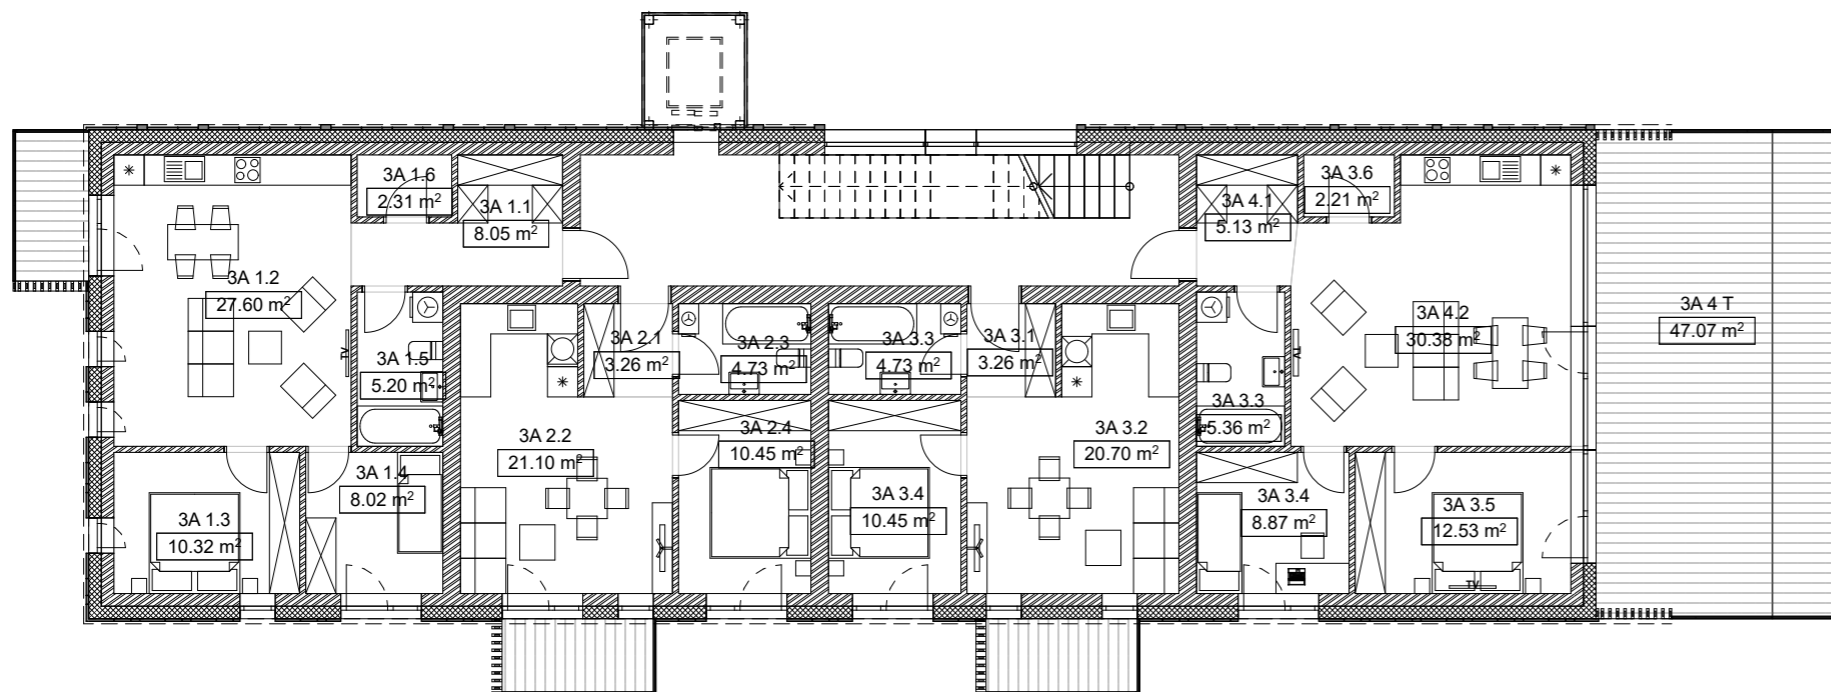 3A 1.6
2.31 m²
3A 1.1
8.05 m²
3A 4.1
5.13 m²
3A 3.6
2.21 m²
3A 1.2
27.60 m²
TV
3A 1.5
5.20 m²
3A 2.1
3.26 m²
3A 2.3
4.73 m²
3A 3.3
4.73 m²
3A 3.1
3.26 m²
TV
3A 4.2
30.38 m²
3A 4 T
47.07 m²
3A 3.3
5.36 m²
3A 2.2
21.10 m²
3A 2.4
10.45 m²
3A 3.4
10.45 m²
3A 3.2
20.70 m²
3A 1.3
10.32 m²
3A 1.4
8.02 m²
3A 3.4
8.87 m²
3A 3.5
12.53 m²
TV